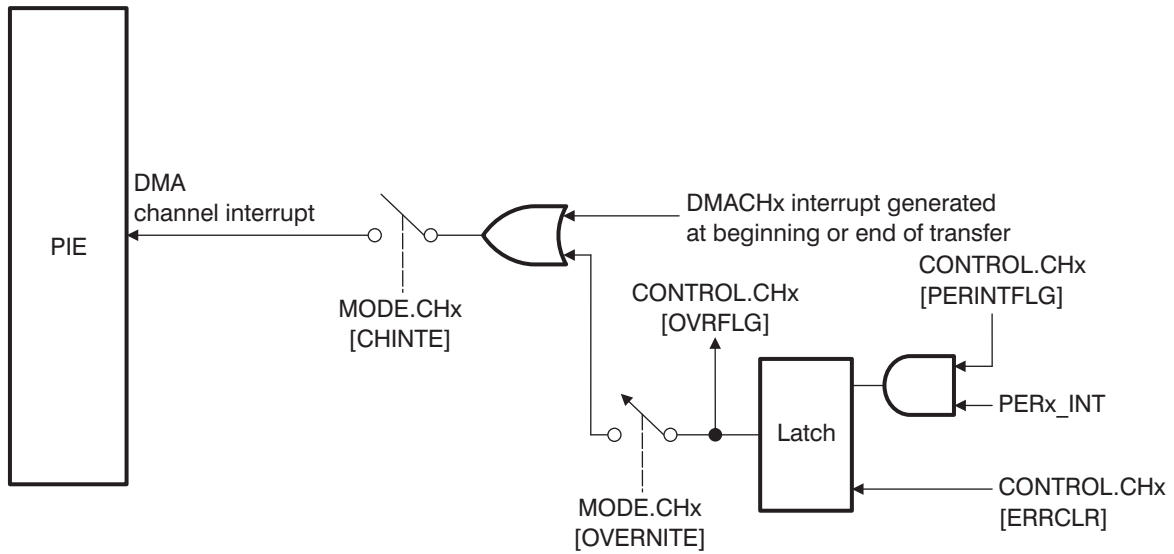 DMA
channel interrupt
PIE
DMACHx interrupt generated
at beginning or end of transfer
CONTROL.CHx
[PERINTFLG]
MODE.CHx
[CHINTE]
CONTROL.CHx
[OVRFLG]
PERx_INT
Latch
MODE.CHx
[OVERNITE]
CONTROL.CHx
[ERRCLR]